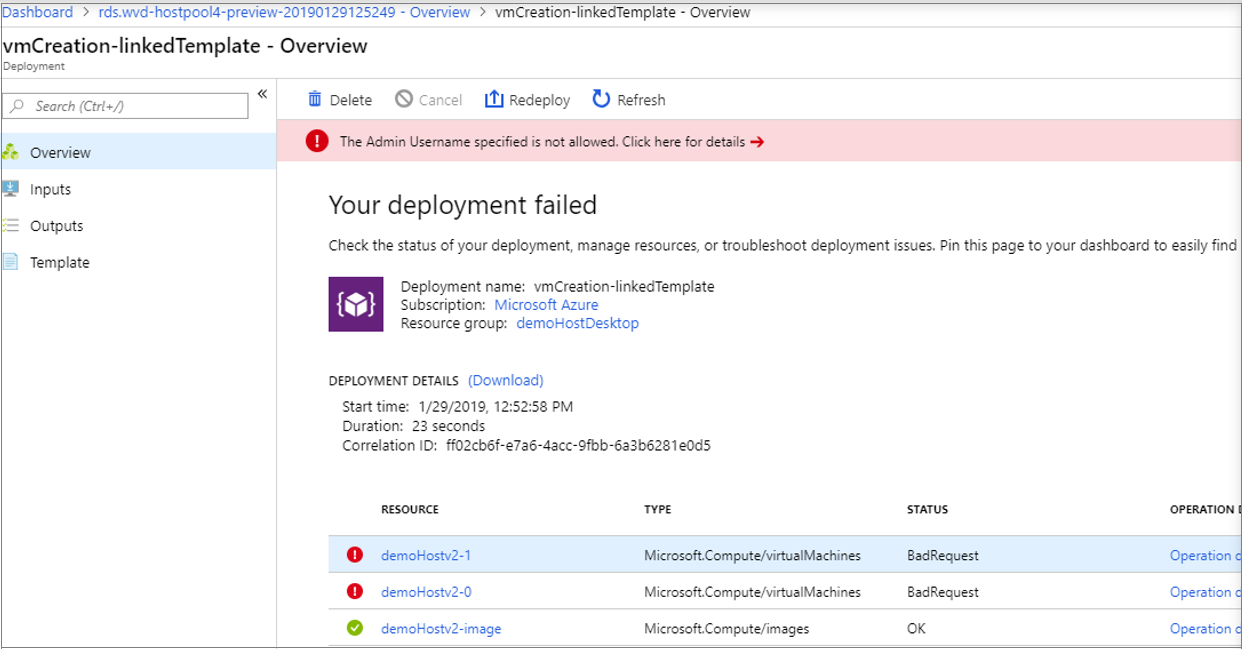 Dashboard > rds.wvd-hostpool4-preview-20190129125249 - Overview > vmCreation-linkedTemplate - Overview
vmCreation-linkedTemplate - Overview
Deployment
Search (Ctrl+/)
«
Delete Cancel Redeploy Refresh
! The Admin Username specified is not allowed. Click here for details →
Overview
Inputs
Outputs
Template
Your deployment failed
Check the status of your deployment, manage resources, or troubleshoot deployment issues. Pin this page to your dashboard to easily find
Deployment name: vmCreation-linkedTemplate
Subscription: Microsoft Azure
Resource group: demoHostDesktop
DEPLOYMENT DETAILS (Download)
Start time: 1/29/2019, 12:52:58 PM
Duration: 23 seconds
Correlation ID: ff02cb6f-e7a6-4acc-9fbb-6a3b6281e0d5
RESOURCE TYPE STATUS OPERATION
! demoHostv2-1 Microsoft.Compute/virtualMachines BadRequest Operation
! demoHostv2-0 Microsoft.Compute/virtualMachines BadRequest Operation
demoHostv2-image Microsoft.Compute/images OK Operation